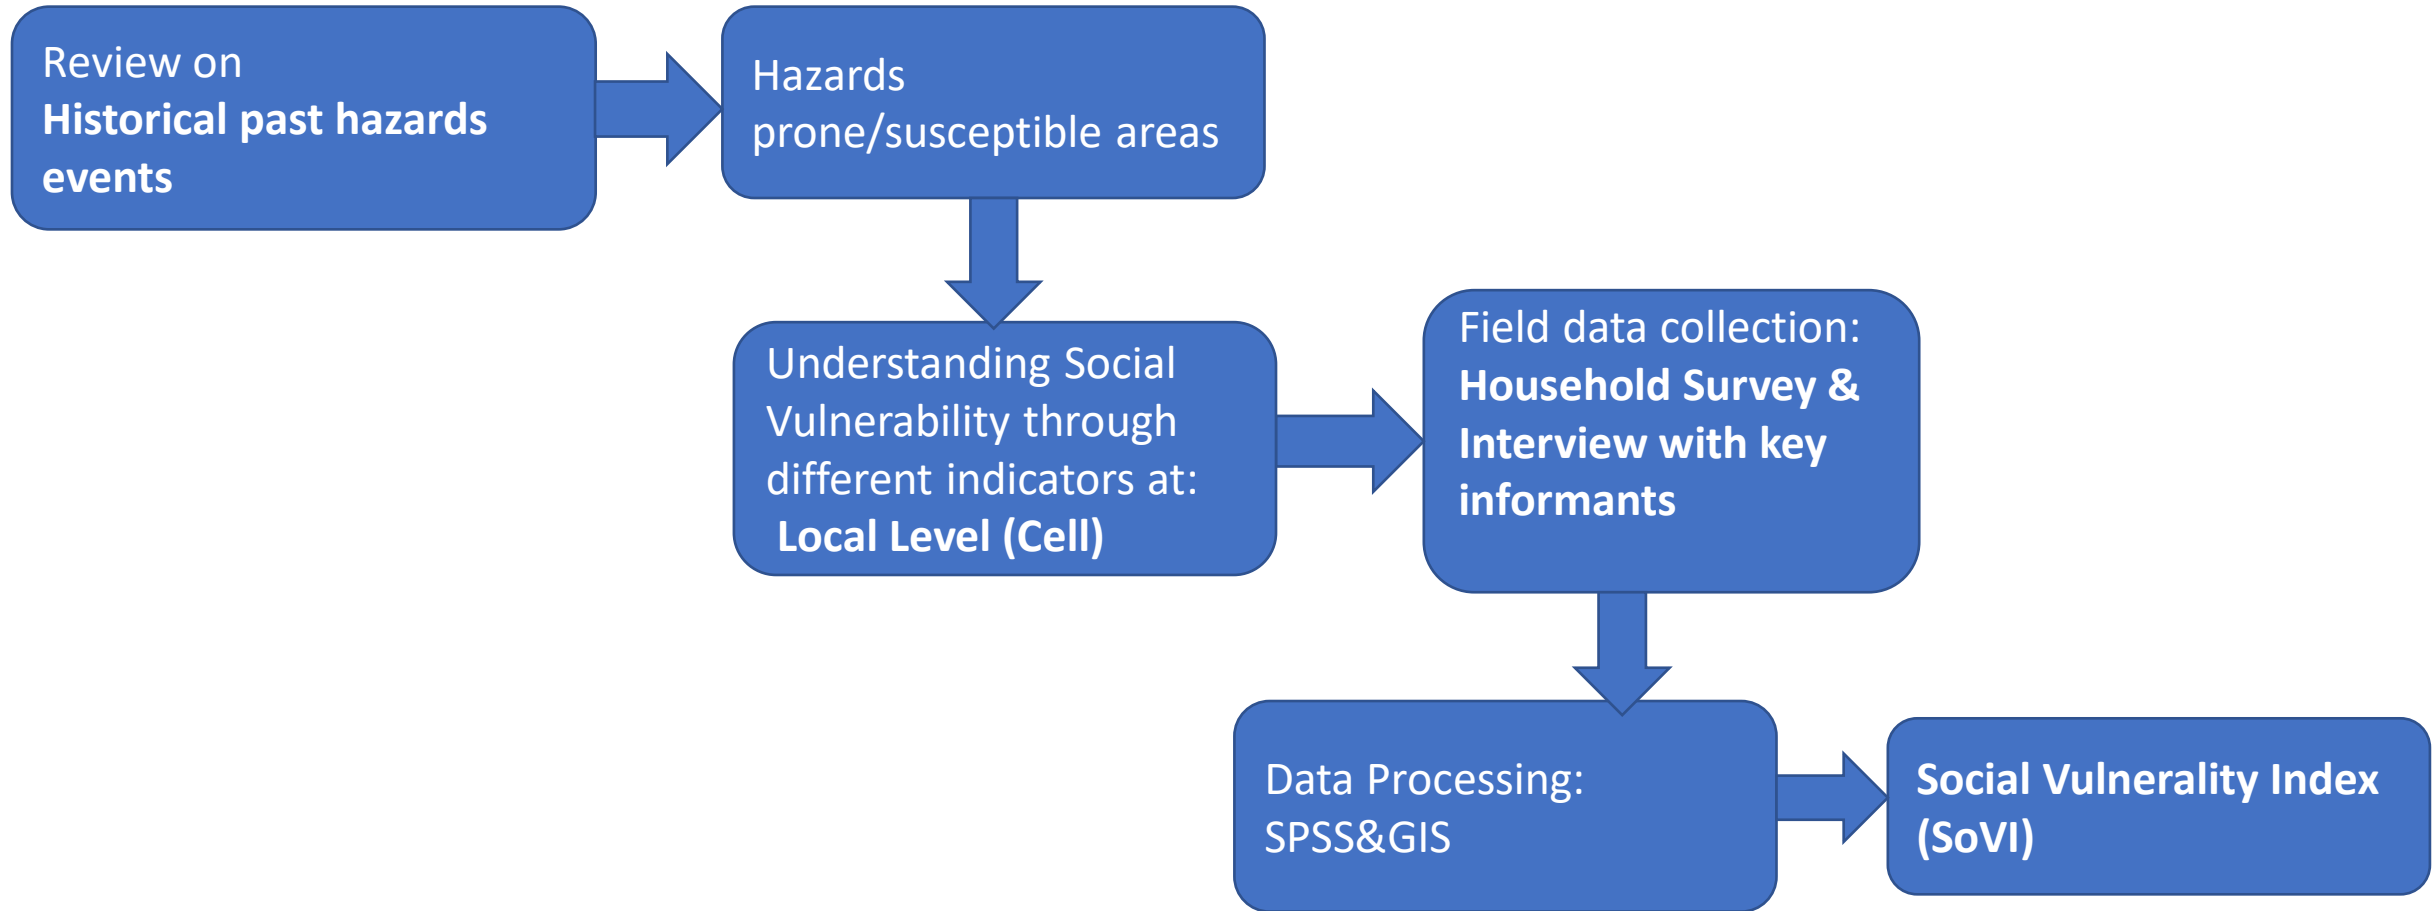 Review on
Historical past hazards
events
Hazards
prone/susceptible areas
Understanding Social
Vulnerability through
different indicators at:
Local Level (Cell)
Field data collection:
Household Survey &
Interview with key
informants
Data Processing:
SPSS&GIS
Social Vulnerality Index
(SoVI)